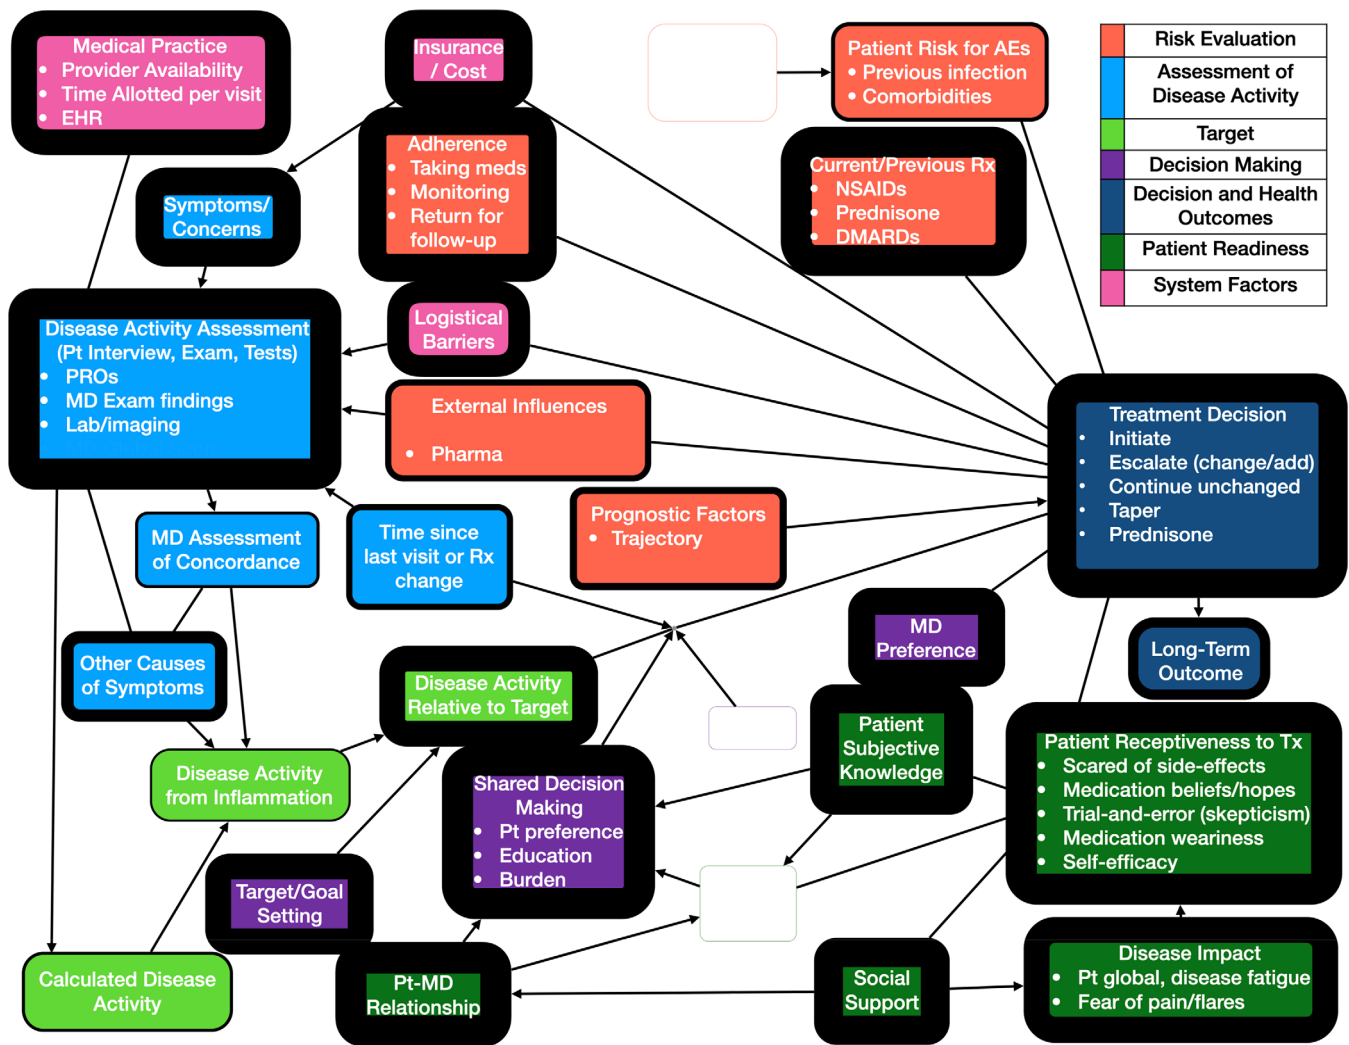 Medical Practice
• Provider Availability
• Time Allotted per visit
• EHR
Insurance
/ Cost
Patient Risk for AEs
• Previous infection
• Comorbidities
Risk Evaluation
Assessment of
Disease Activity
Target
Decision Making
Decision and Health
Outcomes
Patient Readiness
System Factors
Adherence
• Taking meds
• Monitoring
• Return for
follow-up
Current/Previous Rx
• NSAIDs
• Prednisone
• DMARDs
Symptoms/
Concerns
Disease Activity Assessment
(Pt Interview, Exam, Tests)
• PROs
• MD Exam findings
• Lab/imaging
Logistical
Barriers
External Influences
• Pharma
Treatment Decision
• Initiate
• Escalate (change/add)
• Continue unchanged
• Taper
• Prednisone
Prognostic Factors
• Trajectory
MD Assessment
of Concordance
Time since
last visit or Rx
change
MD
Preference
Long-Term
Outcome
Other Causes
of Symptoms
Disease Activity
Relative to Target
Patient
Subjective
Knowledge
Patient Receptiveness to Tx
• Scared of side-effects
• Medication beliefs/hopes
• Trial-and-error (skepticism)
• Medication weariness
• Self-efficacy
Disease Activity
from Inflammation
Shared Decision
Making
• Pt preference
• Education
• Burden
Target/Goal
Setting
Calculated Disease
Activity
Pt-MD
Relationship
Social
Support
Disease Impact
• Pt global, disease fatigue
• Fear of pain/flares